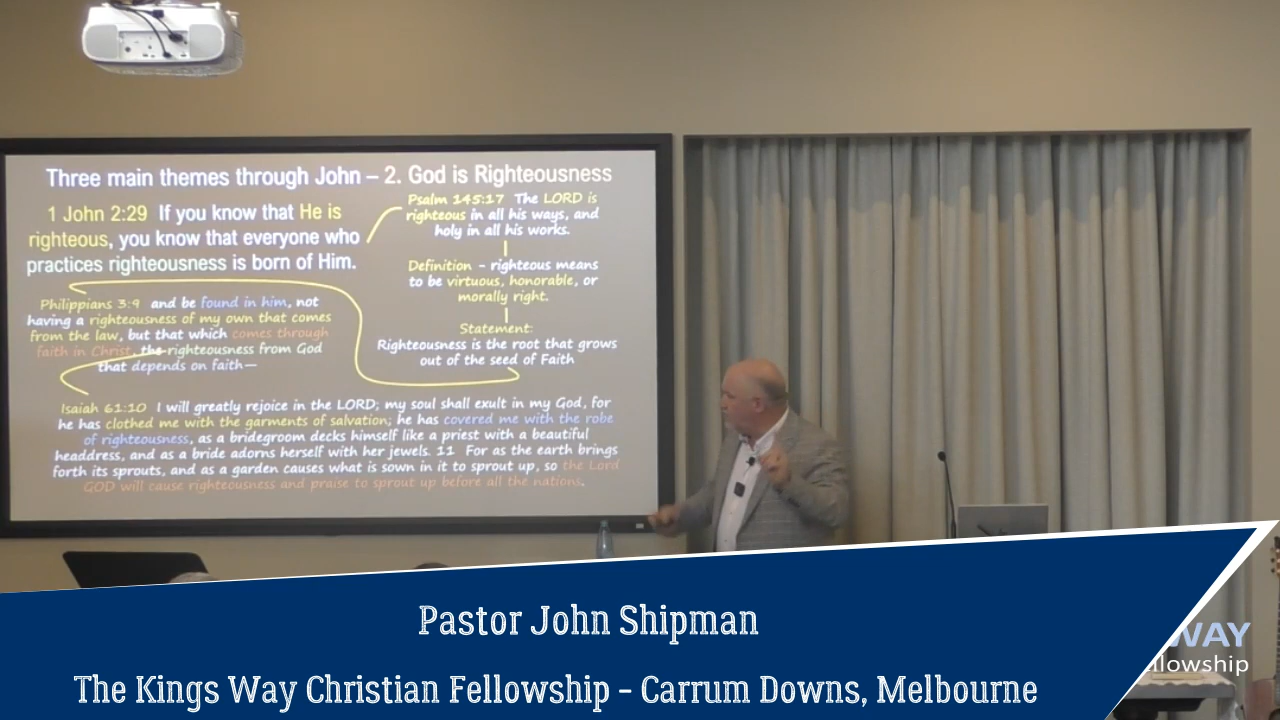 Three main themes through John – 2. God is Righteousness
1 John 2:29 If you know that He is
righteous, you know that everyone who
practices righteousness is born of Him.
Philippians 3:9 and be found in him, not
having a righteousness of my own that comes
from the law, but that which comes through
faith in Christ, the righteousness from God
that depends on faith—
Psalm 145:17 The LORD is
righteous in all his ways, and
holy in all his works.
Definition – righteous means
to be virtuous, honorable, or
morally right.
Statement:
Righteousness is the root that grows
out of the seed of Faith
Isaiah 61:10 I will greatly rejoice in the LORD; my soul shall exult in my God, for
he has clothed me with the garments of salvation; he has covered me with the robe
of righteousness, as a bridegroom decks himself like a priest with a beautiful
headdress, and as a bride adorns herself with her jewels. 11 For as the earth brings
forth its sprouts, and as a garden causes what is sown in it to sprout up, so the Lord
GOD will cause righteousness and praise to sprout up before all the nations.
Pastor John Shipman
The Kings Way Christian Fellowship – Carrum Downs, Melbourne
WAY
llowship